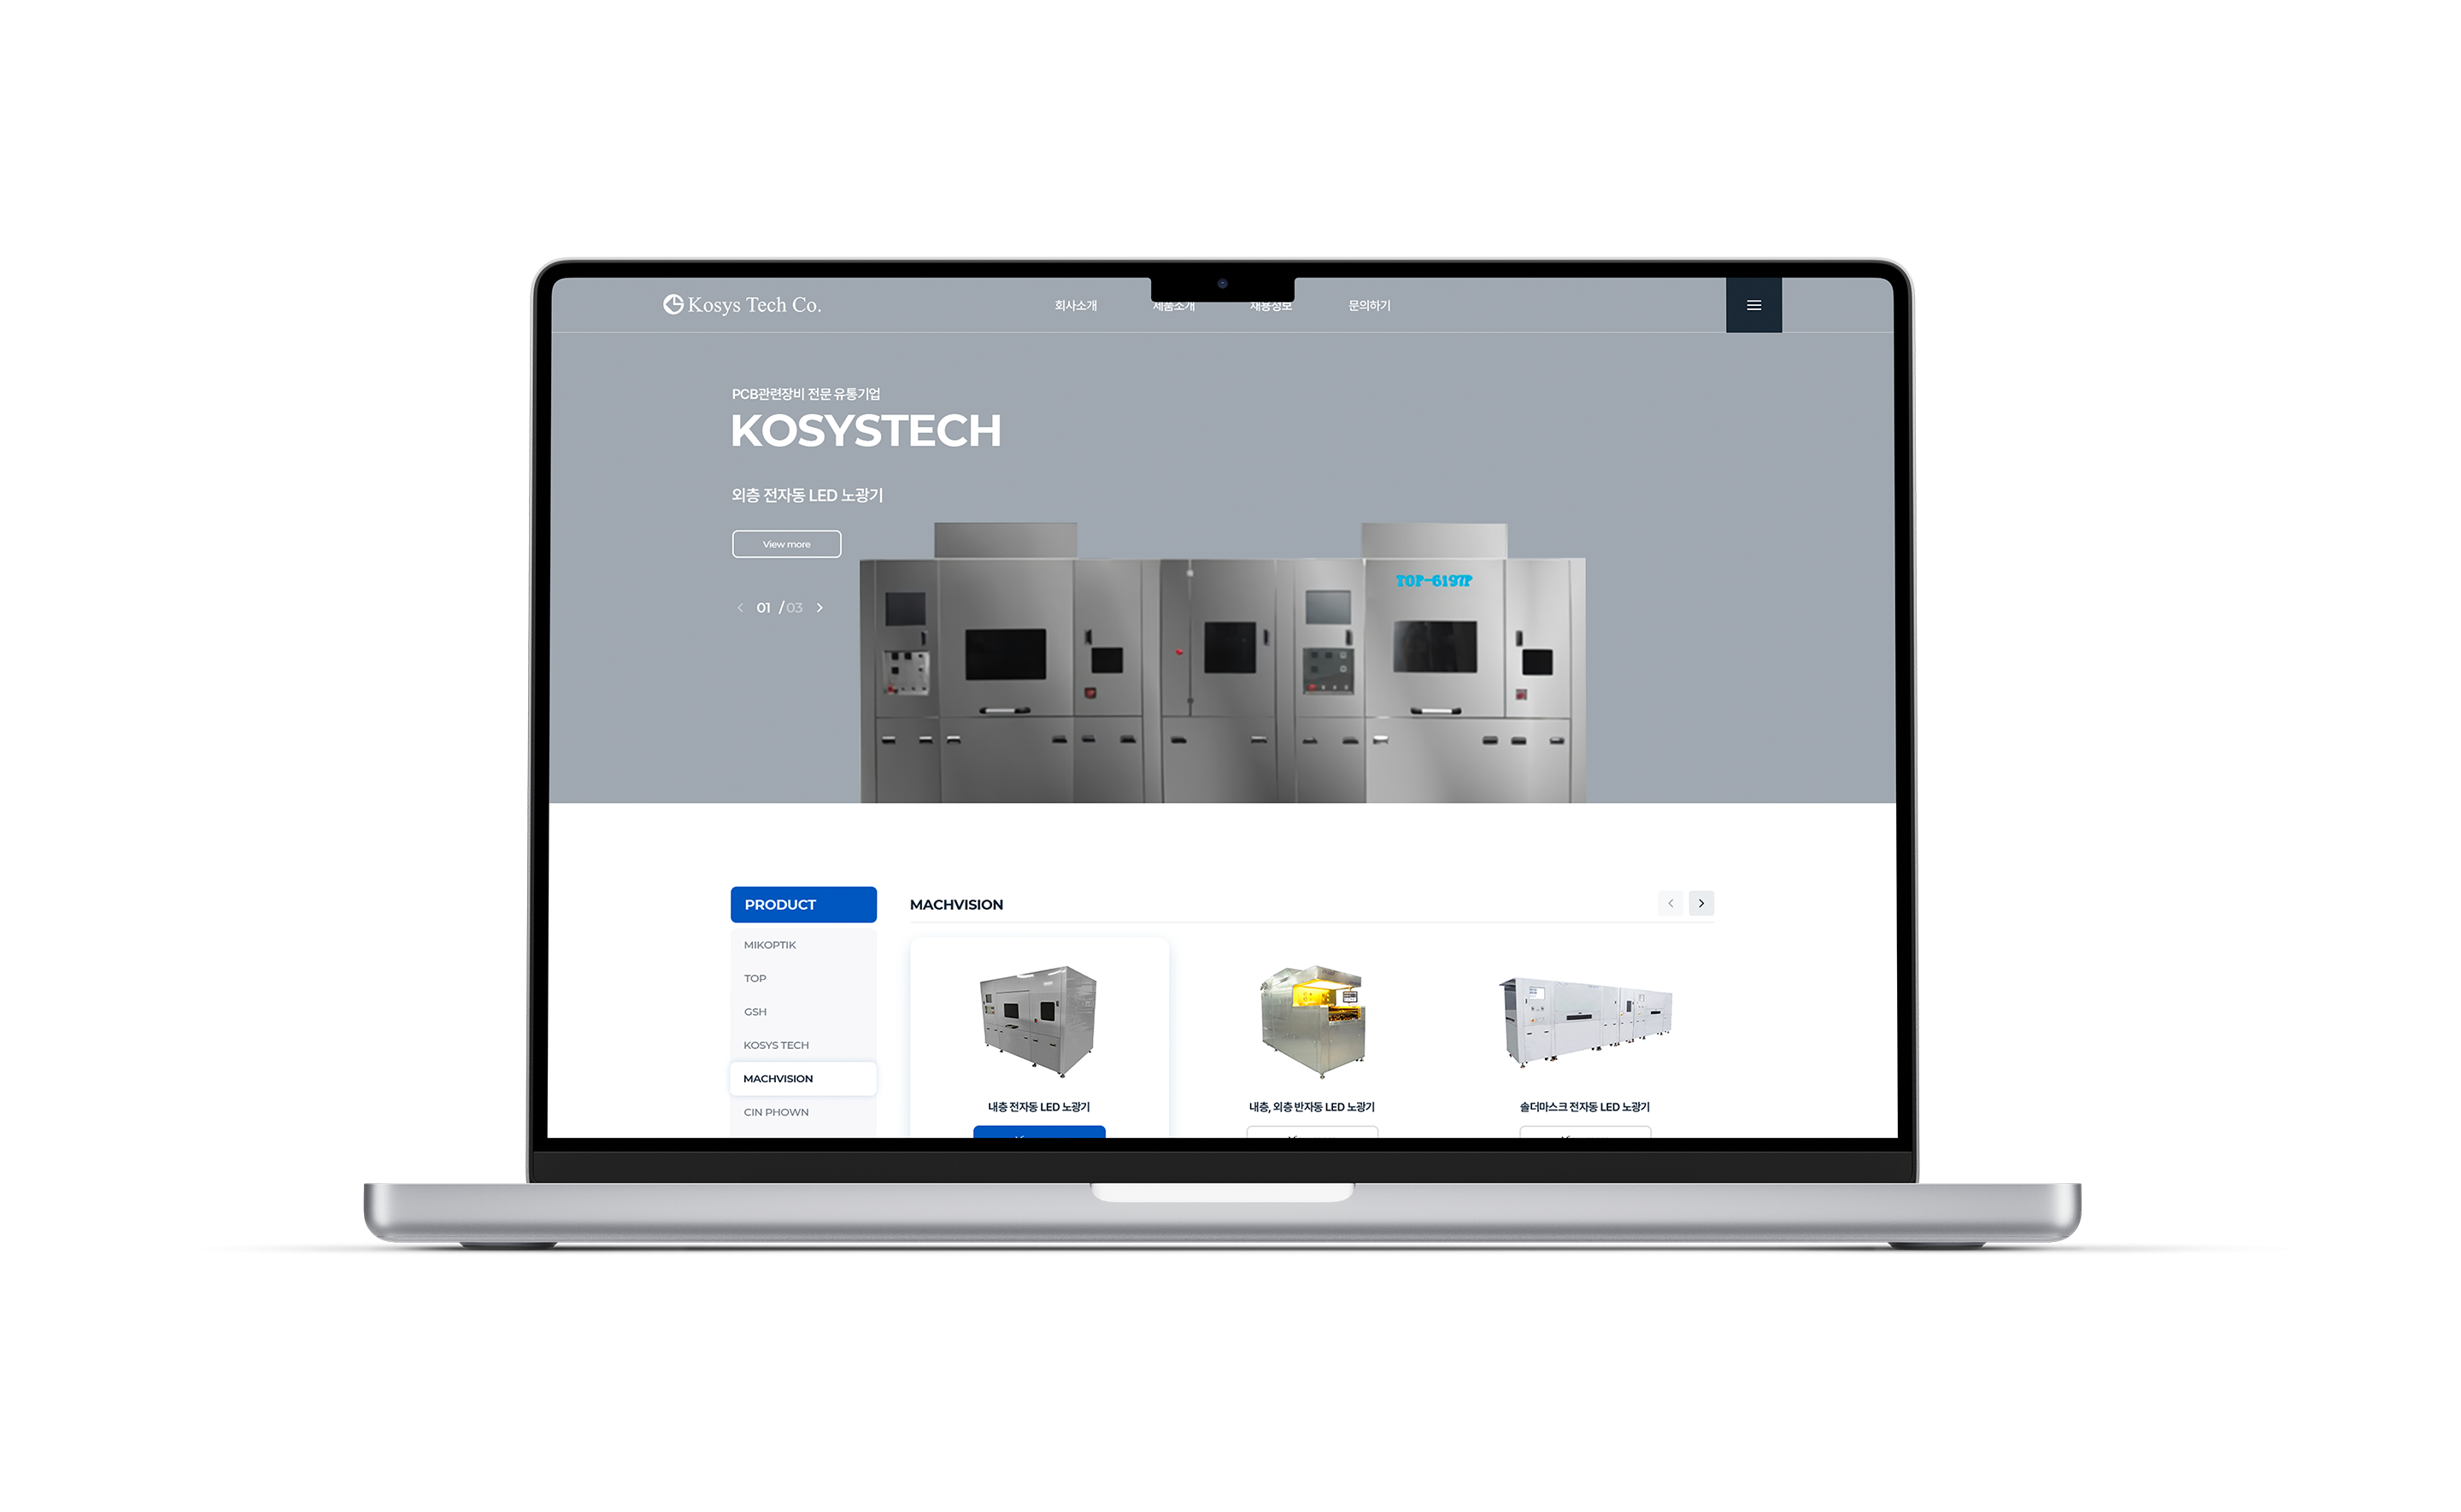 Kosys Tech Co.
회사소개 제품소개 채용정보 문의하기
PCB관련장비 전문 유통기업
KOSYSTECH
외층 전자동 LED 노광기
View more
01 / 03
TOP-6197P
PRODUCT
MIKOPTIK
TOP
GSH
KOSYS TECH
MACHVISION
CIN PHOWN
MACHVISION
내층 전자동 LED 노광기
내층, 외층 반자동 LED 노광기
솔더마스크 전자동 LED 노광기